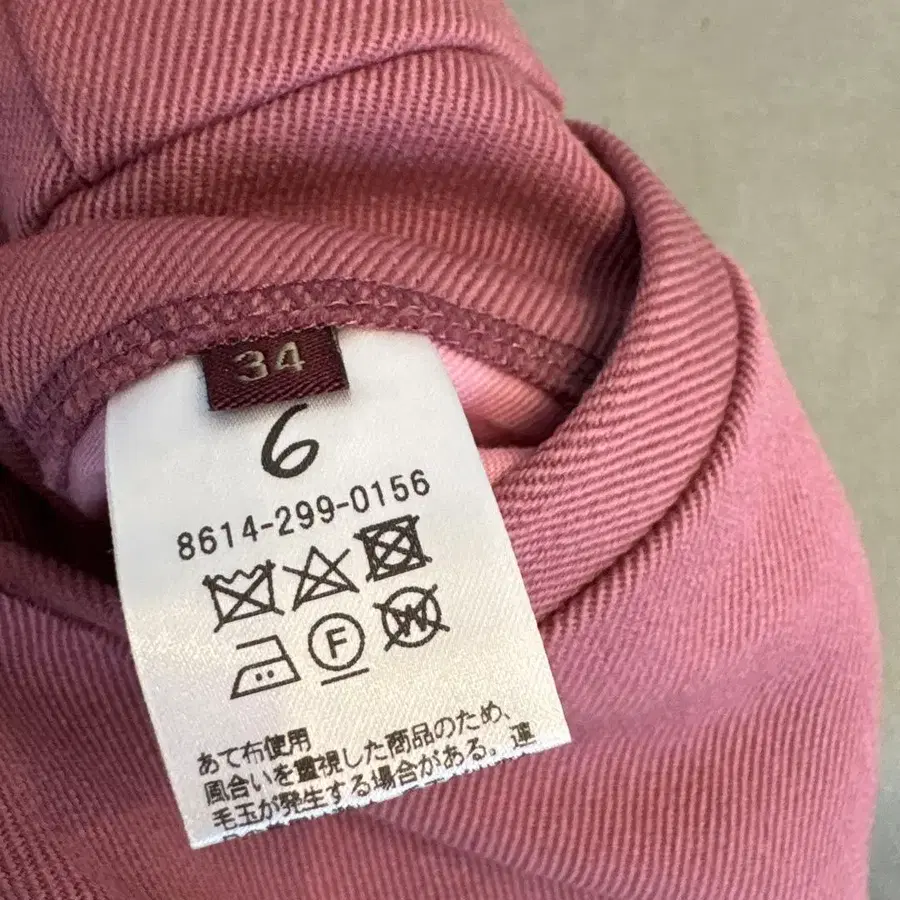 34
6
8614-299-0156
W
F
あて布使用
風合いを重視した商品のため、
毛玉が発生する場合がある。連